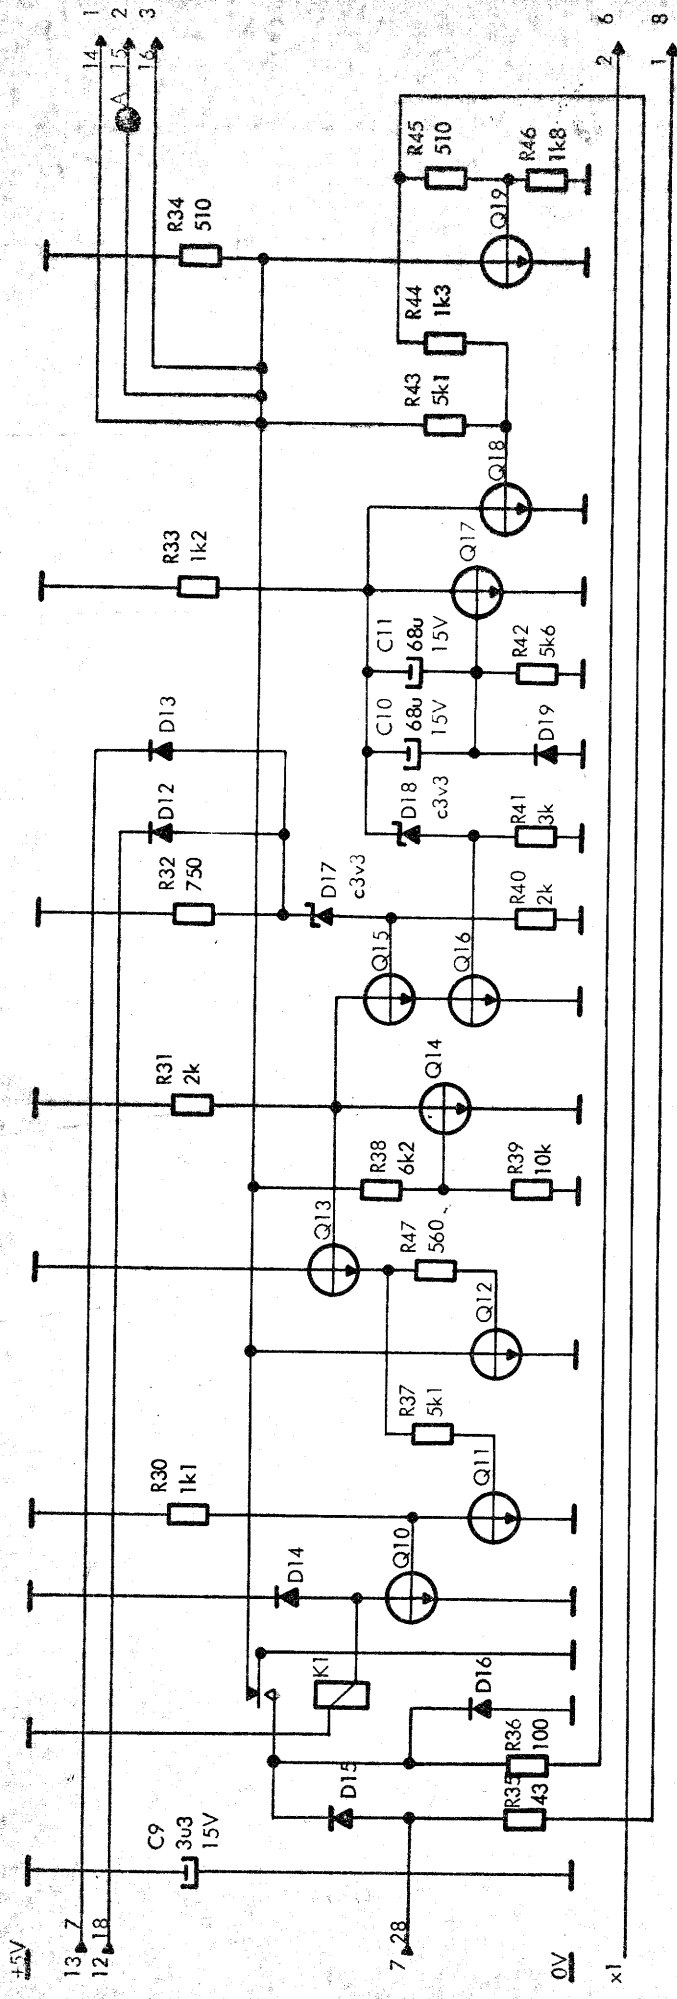 1
2
3
14
15
16
A
6
8
2
1
R34
510
R45
510
R46
1k8
Q19
R44
1k3
R43
5k1
Q18
R33
1k2
Q17
C11
68u
15V
R42
5k6
C10
68u
15V
D19
D13
D12
D18
c3v3
R41
3k
R32
750
D17
c3v3
R40
2k
Q15
Q16
R31
2k
Q14
R38
6k2
R39
10k
Q13
R47
560
Q12
R37
5k1
R30
1k1
Q11
Q10
D14
K1
D16
R36
100
D15
R35
43
C9
3u3
15V
+5V
13 7
12 18
7 28
0V
x1